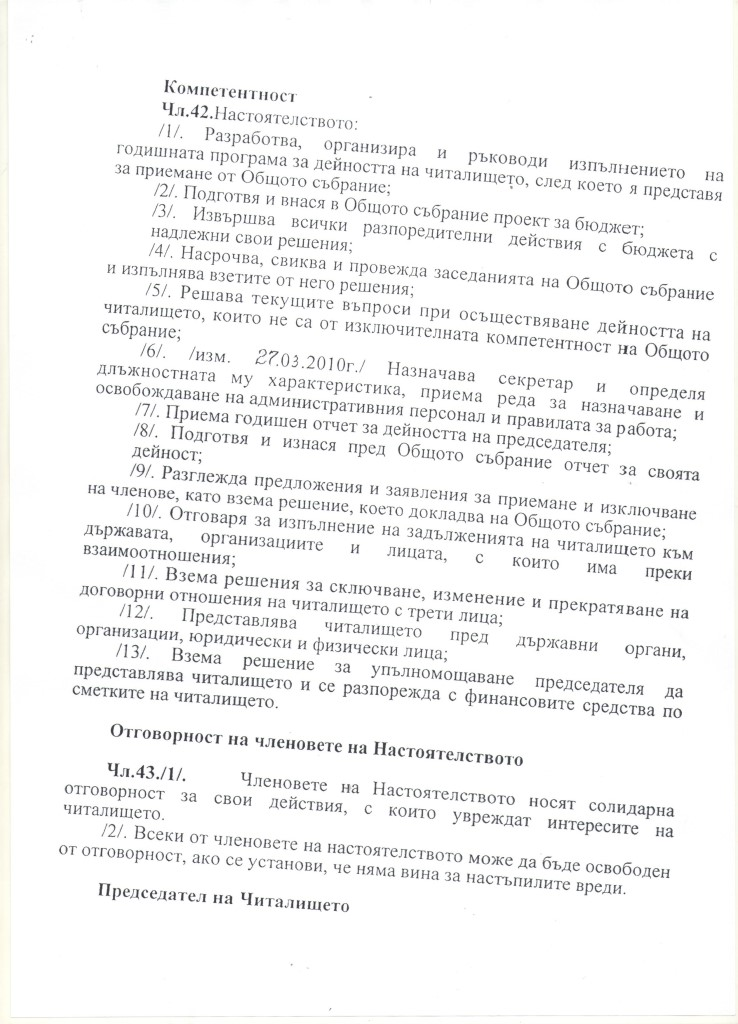 Компетентност
Чл.42.Настоятелството:
/1/. Разработва, организира и ръководи изпълнението на
годишната програма за дейността на читалището, след което я представя
за приемане от Общото събрание;
/2/. Подготвя и внася в Общото събрание проект за бюджет;
/3/. Извършва всички разпоредителни действия с бюджета с
надлежни свои решения;
/4/. Насрочва, свиква и провежда заседанията на Общото събрание
и изпълнява взетите от него решения;
/5/. Решава текущите въпроси при осъществяване дейността на
читалището, които не са от изключителната компетентност на Общото
събрание;
/6/. /изм. 27.03.2010г./ Назначава секретар и определя
длъжностната му характеристика, приема реда за назначаване и
освобождаване на административния персонал и правилата за работа;
/7/. Приема годишен отчет за дейността на председателя;
/8/. Подготвя и изнася пред Общото събрание отчет за своята
дейност;
/9/. Разглежда предложения и заявления за приемане и изключване
на членове, като взема решение, което докладва на Общото събрание;
/10/. Отговаря за изпълнение на задълженията на читалището към
държавата, организациите и лицата, с които има преки
взаимоотношения;
/11/. Взема решения за сключване, изменение и прекратяване на
договорни отношения на читалището с трети лица;
/12/. Представлява читалището пред държавни органи,
организации, юридически и физически лица;
/13/. Взема решение за упълномощаване председателя да
представлява читалището и се разпорежда с финансовите средства по
сметките на читалището.
Отговорност на членовете на Настоятелството
Чл.43./1/. Членовете на Настоятелството носят солидарна
отговорност за свои действия, с които увреждат интересите на
читалището.
/2/. Всеки от членовете на настоятелството може да бъде освободен
от отговорност, ако се установи, че няма вина за настъпилите вреди.
Председател на Читалището